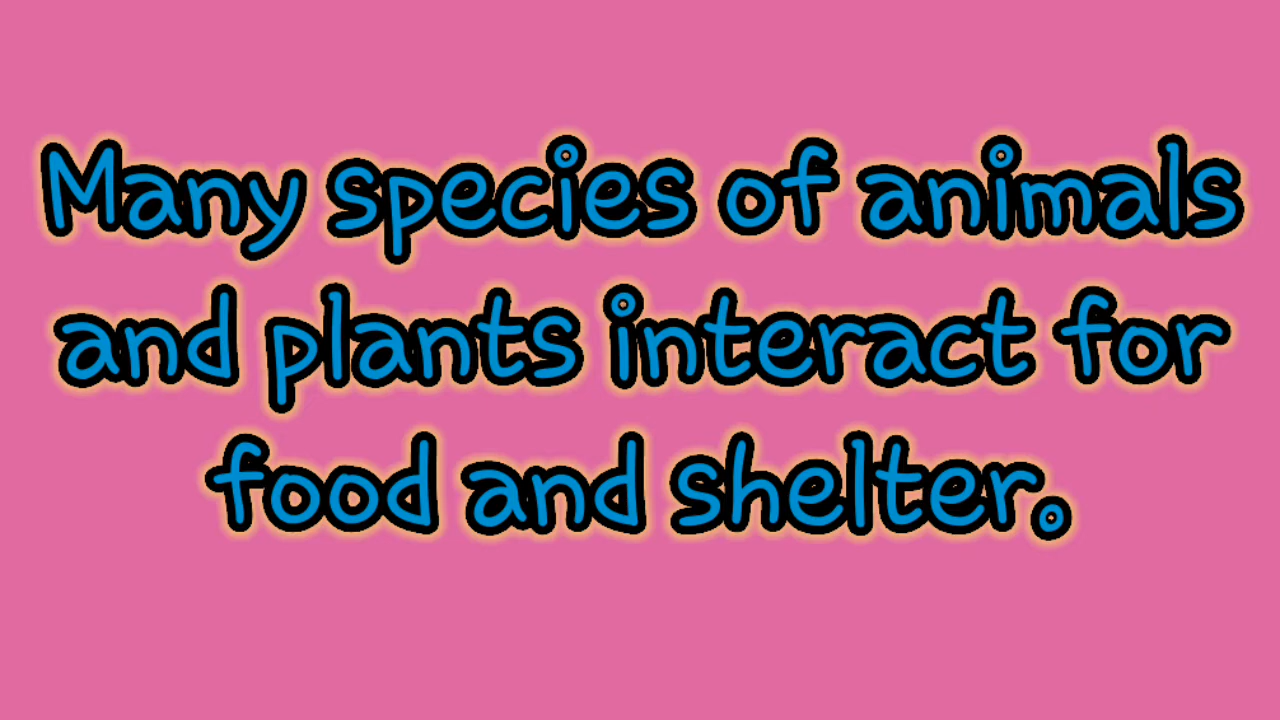 Many species of animals
and plants interact for
food and shelter.